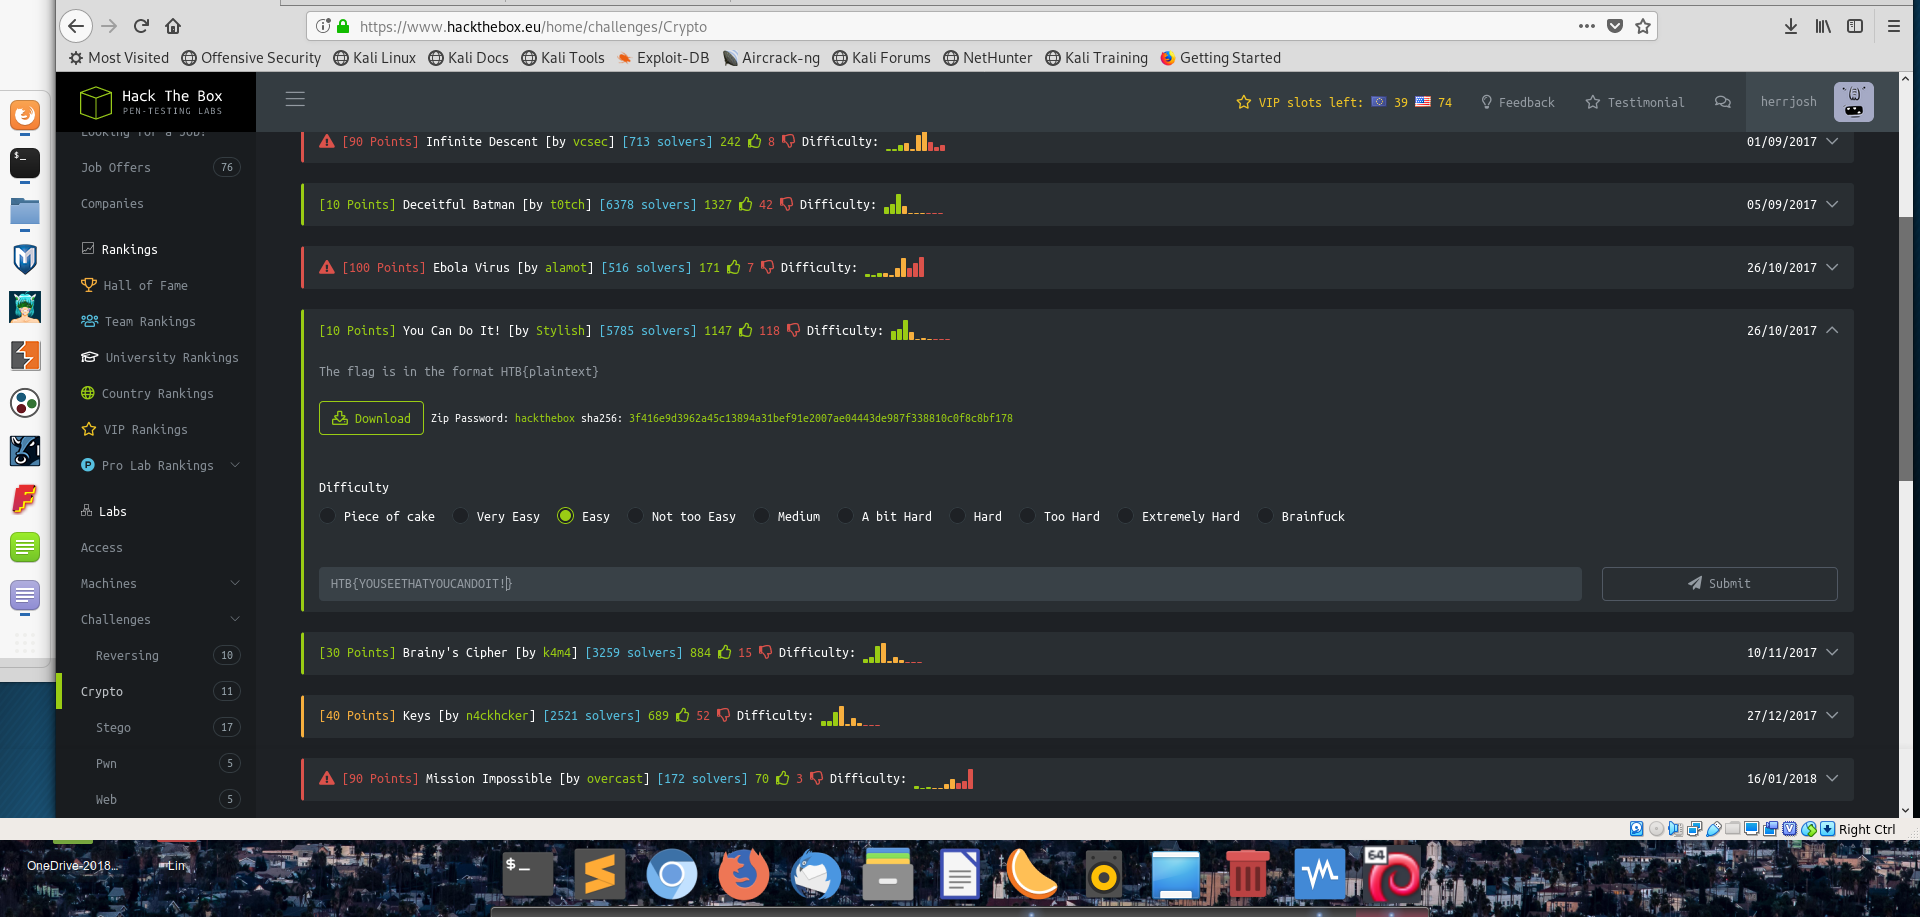 https://www.hackthebox.eu/home/challenges/Crypto
Most Visited Offensive Security Kali Linux Kali Docs Kali Tools Exploit-DB Aircrack-ng Kali Forums NetHunter Kali Training Getting Started
Hack The Box
PEN-TESTING LABS
VIP slots left: 39 74 Feedback Testimonial herrjosh
Looking for a Job?
Job Offers 76
Companies
Rankings
Hall of Fame
Team Rankings
University Rankings
Country Rankings
VIP Rankings
P Pro Lab Rankings
Labs
Access
Machines
Challenges
Reversing 10
Crypto 11
Stego 17
Pwn 5
Web 5
[90 Points] Infinite Descent [by vcsec] [713 solvers] 242 8 Difficulty: 01/09/2017
[10 Points] Deceitful Batman [by t0tch] [6378 solvers] 1327 42 Difficulty: 05/09/2017
[100 Points] Ebola Virus [by alamot] [516 solvers] 171 7 Difficulty: 26/10/2017
[10 Points] You Can Do It! [by Stylish] [5785 solvers] 1147 118 Difficulty: 26/10/2017
The flag is in the format HTB{plaintext}
Download Zip Password: hackthebox sha256: 3f416e9d3962a45c13894a31bef91e2007ae04443de987f338810c0f8c8bf178
Difficulty
Piece of cake Very Easy Easy Not too Easy Medium A bit Hard Hard Too Hard Extremely Hard Brainfuck
HTB{YOUSEETHATYOUCANDOIT!} Submit
[30 Points] Brainy's Cipher [by k4m4] [3259 solvers] 884 15 Difficulty: 10/11/2017
[40 Points] Keys [by n4ckhcker] [2521 solvers] 689 52 Difficulty: 27/12/2017
[90 Points] Mission Impossible [by overcast] [172 solvers] 70 3 Difficulty: 16/01/2018
Right Ctrl
OneDrive-2018... Lin
64